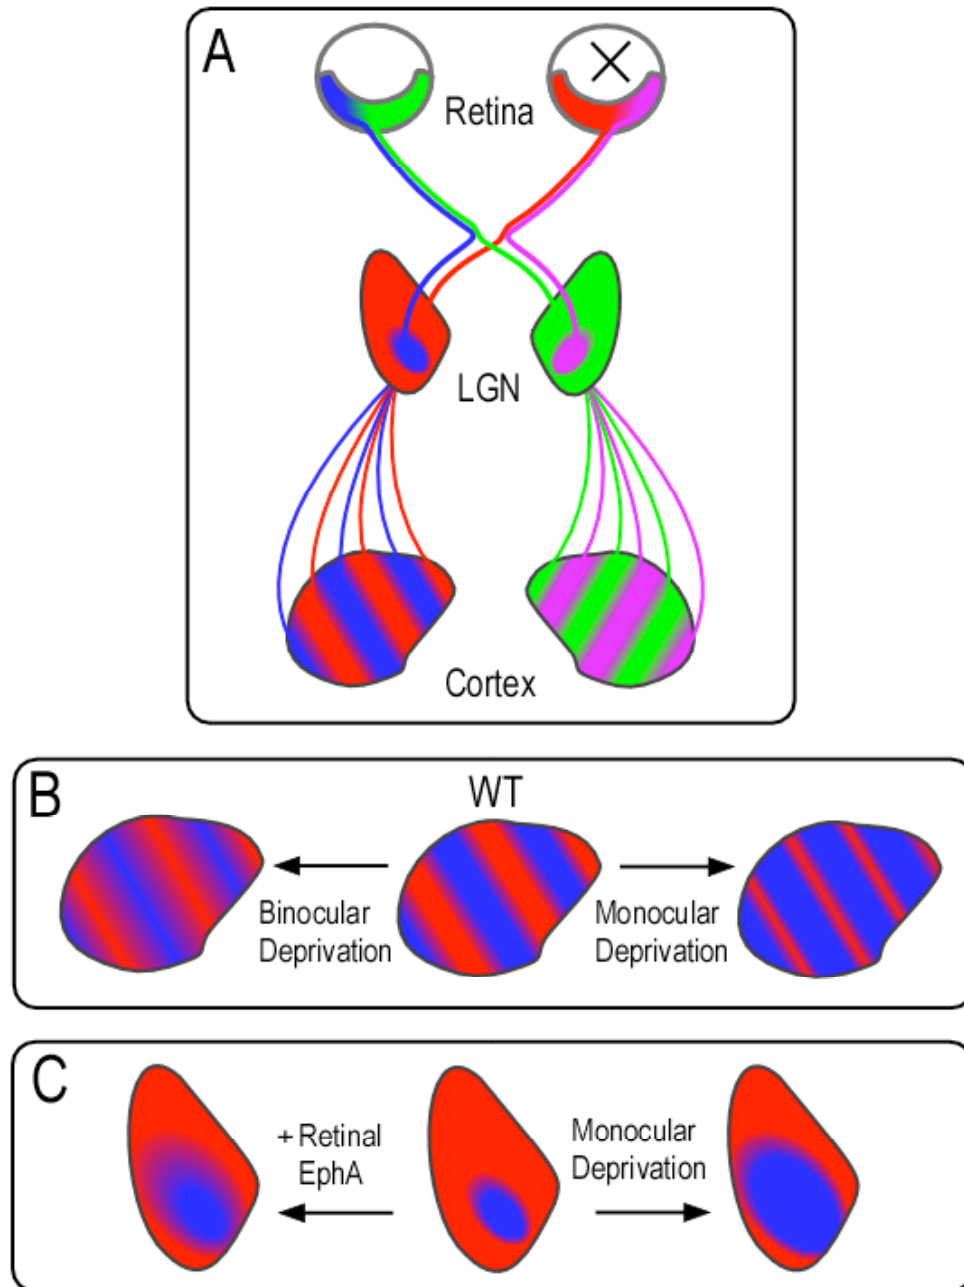 A
Retina
LGN
Cortex
B
WT
Binocular
Deprivation
Monocular
Deprivation
C
+ Retinal
EphA
Monocular
Deprivation